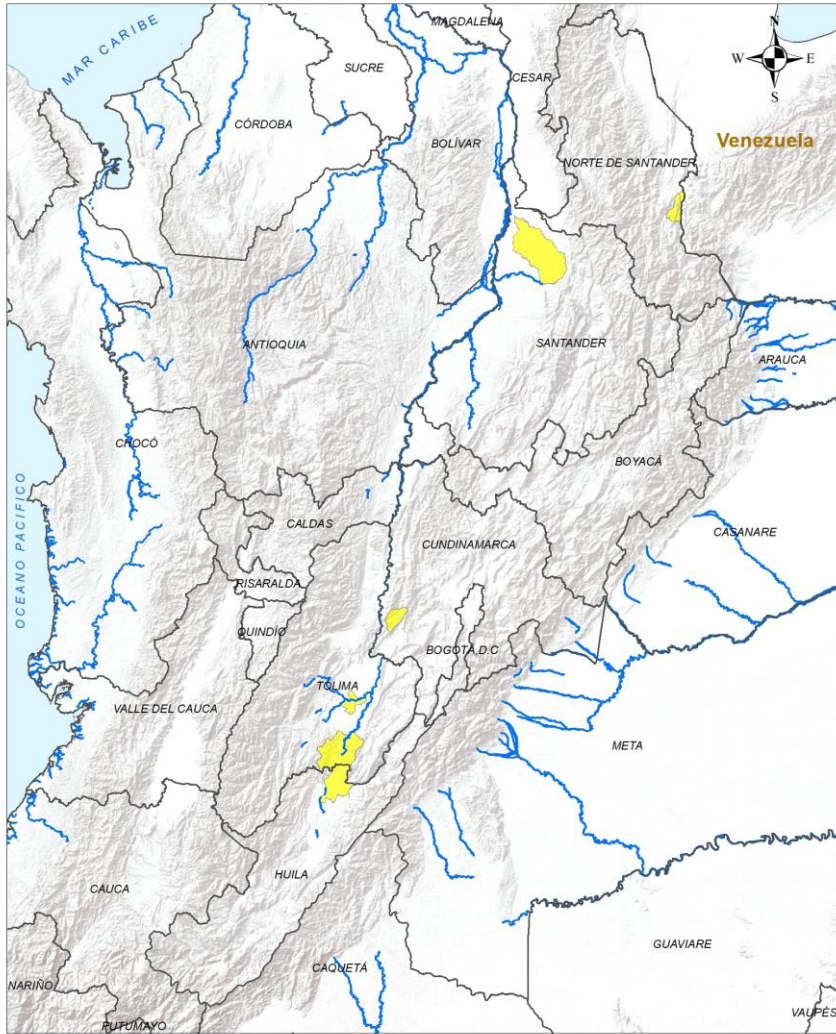 MAGDALENA
N
W E
S
MAR CARIBE
SUCRE
CESAR
CÓRDOBA
BOLÍVAR
Venezuela
NORTE DE SANTANDER
ANTIOQUIA
SANTANDER
ARAUCA
CHOCÓ
BOYACÁ
OCEANO PACIFICO
CALDAS
CUNDINAMARCA
CASANARE
RISARALDA
QUINDÍO
BOGOTÁ,D.C
TOLIMA
VALLE DEL CAUCA
META
HUILA
CAUCA
GUAVIARE
CAQUETÁ
NARIÑO
VAUPÉS
PUTUMAYO